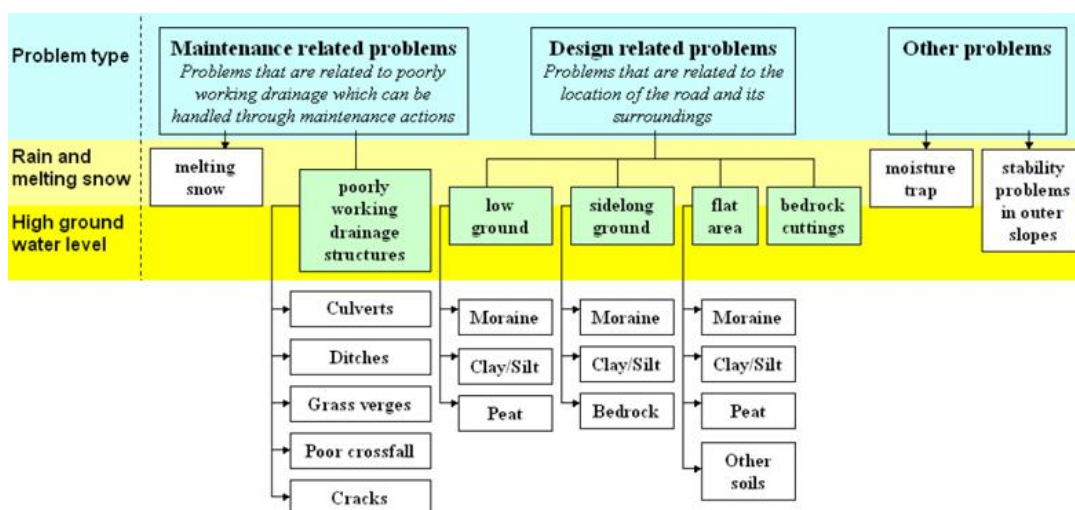 Problem type
Maintenance related problems
Problems that are related to poorly
working drainage which can be
handled through maintenance actions
Design related problems
Problems that are related to the
location of the road and its
surroundings
Other problems
Rain and
melting snow
melting
snow
poorly
working
drainage
structures
low
ground
sidelong
ground
flat
area
bedrock
cuttings
moisture
trap
stability
problems
in outer
slopes
High ground
water level
Culverts
Ditches
Grass verges
Poor crossfall
Cracks
Moraine
Clay/Silt
Peat
Moraine
Clay/Silt
Bedrock
Moraine
Clay/Silt
Peat
Other
soils